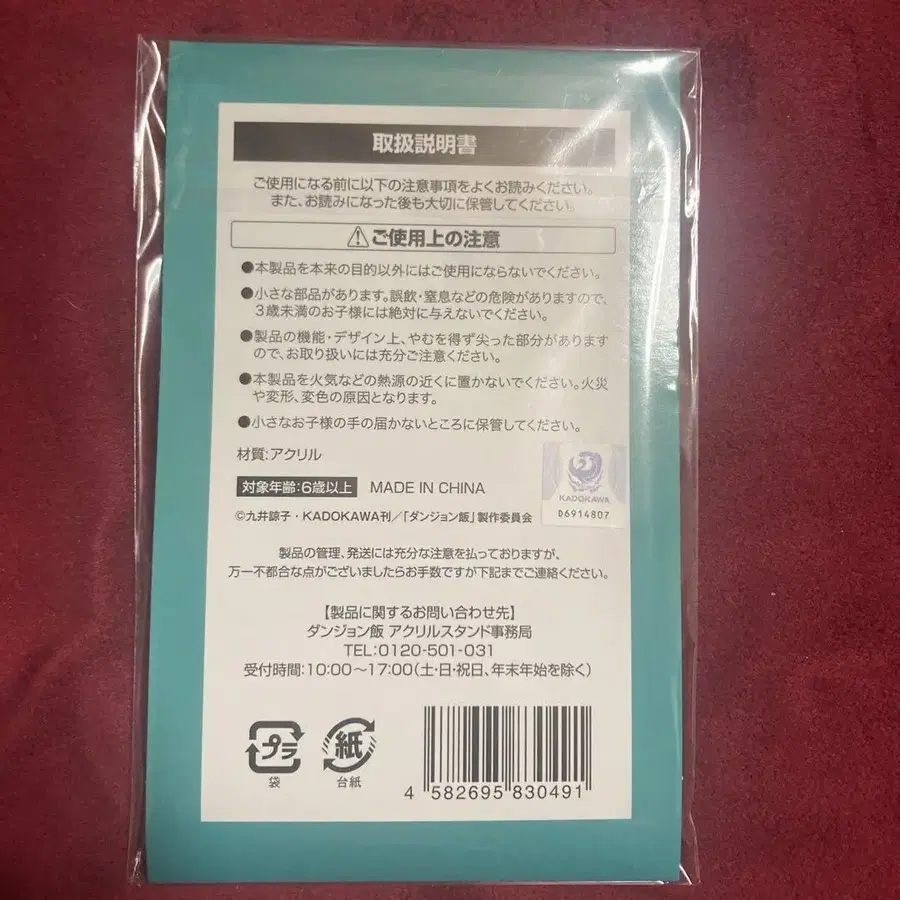 取扱説明書
ご使用になる前に以下の注意事項をよくお読みください。
また、お読みになった後も大切に保管してください。
ご使用上の注意
●本製品を本来の目的以外にはご使用にならないでください。
●小さな部品があります。誤飲・窒息などの危険がありますので、
3歳未満のお子様には絶対に与えないでください。
●製品の機能・デザイン上、やむを得ず尖った部分があります
ので、お取り扱いには充分ご注意ください。
●本製品を火気などの熱源の近くに置かないでください。火災
や変形、変色の原因となります。
●小さなお子様の手の届かないところに保管してください。
材質:アクリル
対象年齢:6歳以上 MADE IN CHINA
KADOKAWA
D6914807
©九井諒子・KADOKAWA刊/「ダンジョン飯」製作委員会
製品の管理、発送には充分な注意を払っておりますが、
万一不都合な点がございましたらお手数ですが下記までご連絡ください。
【製品に関するお問い合わせ先】
ダンジョン飯 アクリルスタンド事務局
TEL:0120-501-031
受付時間:10:00〜17:00(土・日・祝日、年末年始を除く)
プラ 紙
袋 台紙
4 582695 830491